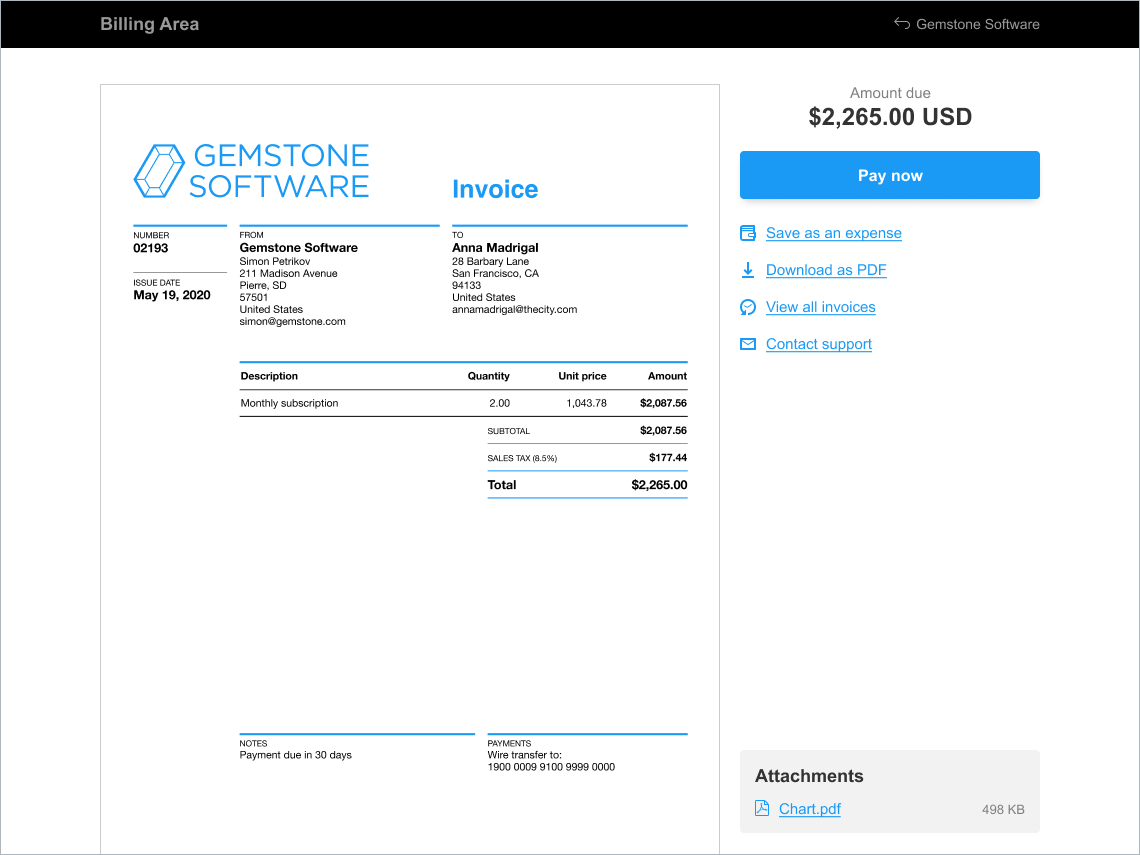 Billing Area
Gemstone Software
GEMSTONE
SOFTWARE
Invoice
NUMBER
02193
ISSUE DATE
May 19, 2020
FROM
Gemstone Software
Simon Petrikov
211 Madison Avenue
Pierre, SD
57501
United States
simon@gemstone.com
TO
Anna Madrigal
28 Barbary Lane
San Francisco, CA
94133
United States
annamadrigal@thecity.com
Description Quantity Unit price Amount
Monthly subscription 2.00 1,043.78 $2,087.56
SUBTOTAL $2,087.56
SALES TAX (8.5%) $177.44
Total $2,265.00
NOTES
Payment due in 30 days
PAYMENTS
Wire transfer to:
1900 0009 9100 9999 0000
Amount due
$2,265.00 USD
Pay now
Save as an expense
Download as PDF
View all invoices
Contact support
Attachments
Chart.pdf 498 KB